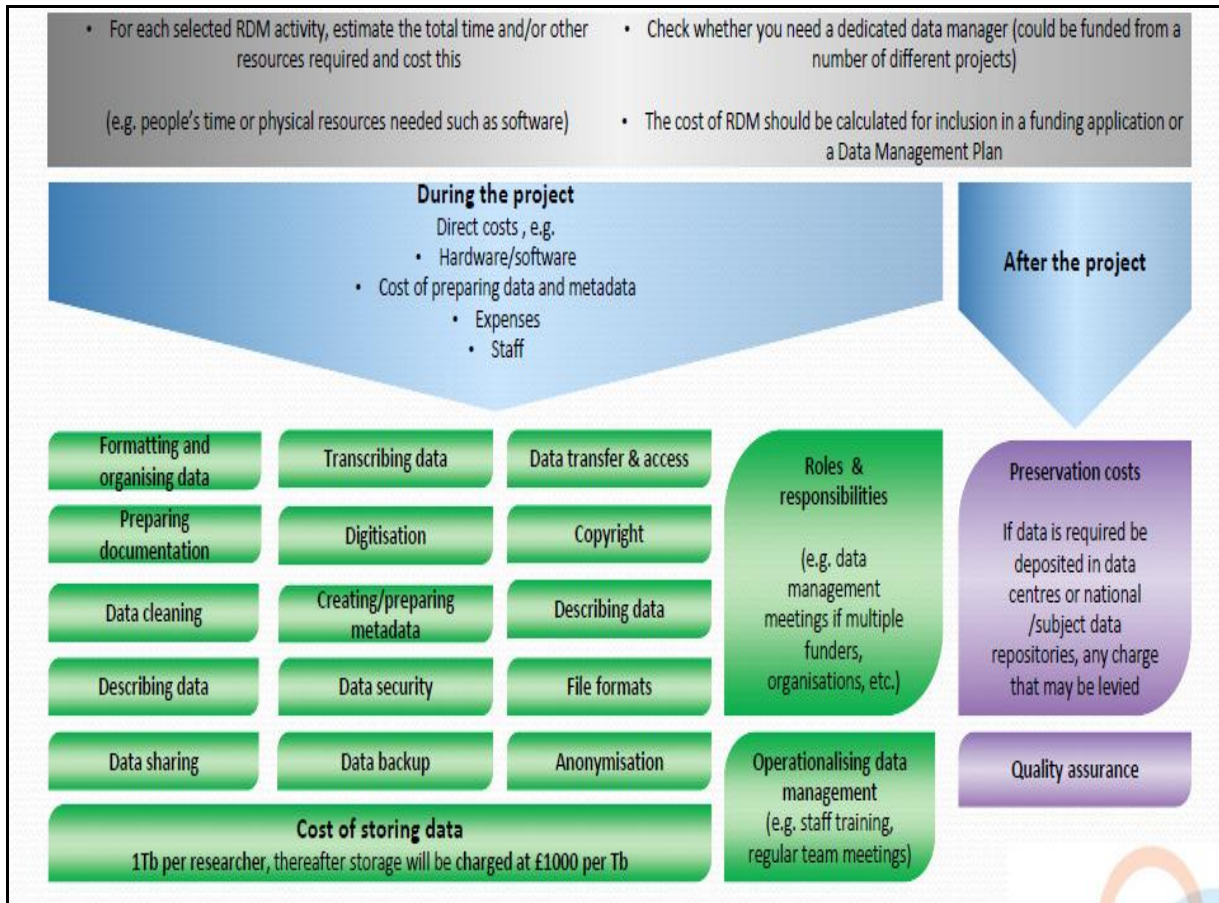 • For each selected RDM activity, estimate the total time and/or other
resources required and cost this
(e.g. people's time or physical resources needed such as software)
• Check whether you need a dedicated data manager (could be funded from a
number of different projects)
• The cost of RDM should be calculated for inclusion in a funding application or
a Data Management Plan
During the project
Direct costs , e.g.
• Hardware/software
• Cost of preparing data and metadata
• Expenses
• Staff
After the project
Formatting and
organising data
Transcribing data
Data transfer & access
Preparing
documentation
Digitisation
Copyright
Data cleaning
Creating/preparing
metadata
Describing data
Describing data
Data security
File formats
Data sharing
Data backup
Anonymisation
Cost of storing data
1Tb per researcher, thereafter storage will be charged at £1000 per Tb
Roles &
responsibilities
(e.g. data
management
meetings if multiple
funders,
organisations, etc.)
Operationalising data
management
(e.g. staff training,
regular team meetings)
Preservation costs
If data is required be
deposited in data
centres or national
/subject data
repositories, any charge
that may be levied
Quality assurance